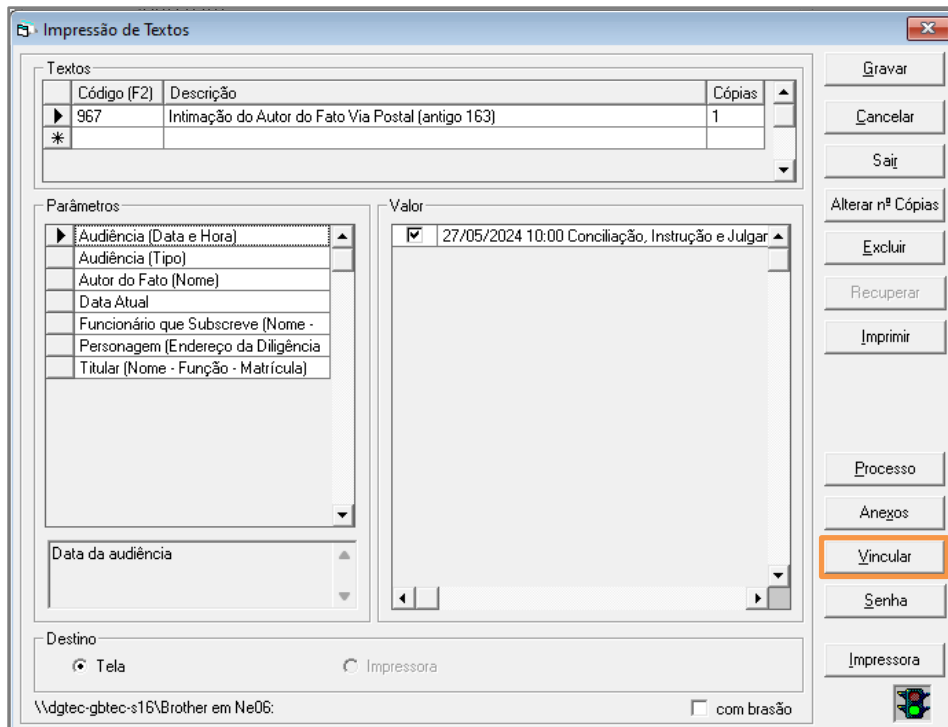 Impressão de Textos
Textos
Código (F2) Descrição Cópias
967 Intimação do Autor do Fato Via Postal (antigo 163) 1
Parâmetros
Audiência (Data e Hora)
Audiência (Tipo)
Autor do Fato (Nome)
Data Atual
Funcionário que Subscreve (Nome -
Personagem (Endereço da Diligência
Titular (Nome - Função - Matrícula)
Data da audiência
Valor
27/05/2024 10:00 Conciliação, Instrução e Julgar
Destino
Tela Impressora
\\dgtec-gbtec-s16\Brother em Ne06: com brasão
Gravar
Cancelar
Sair
Alterar nº Cópias
Excluir
Recuperar
Imprimir
Processo
Anexos
Vincular
Senha
Impressora